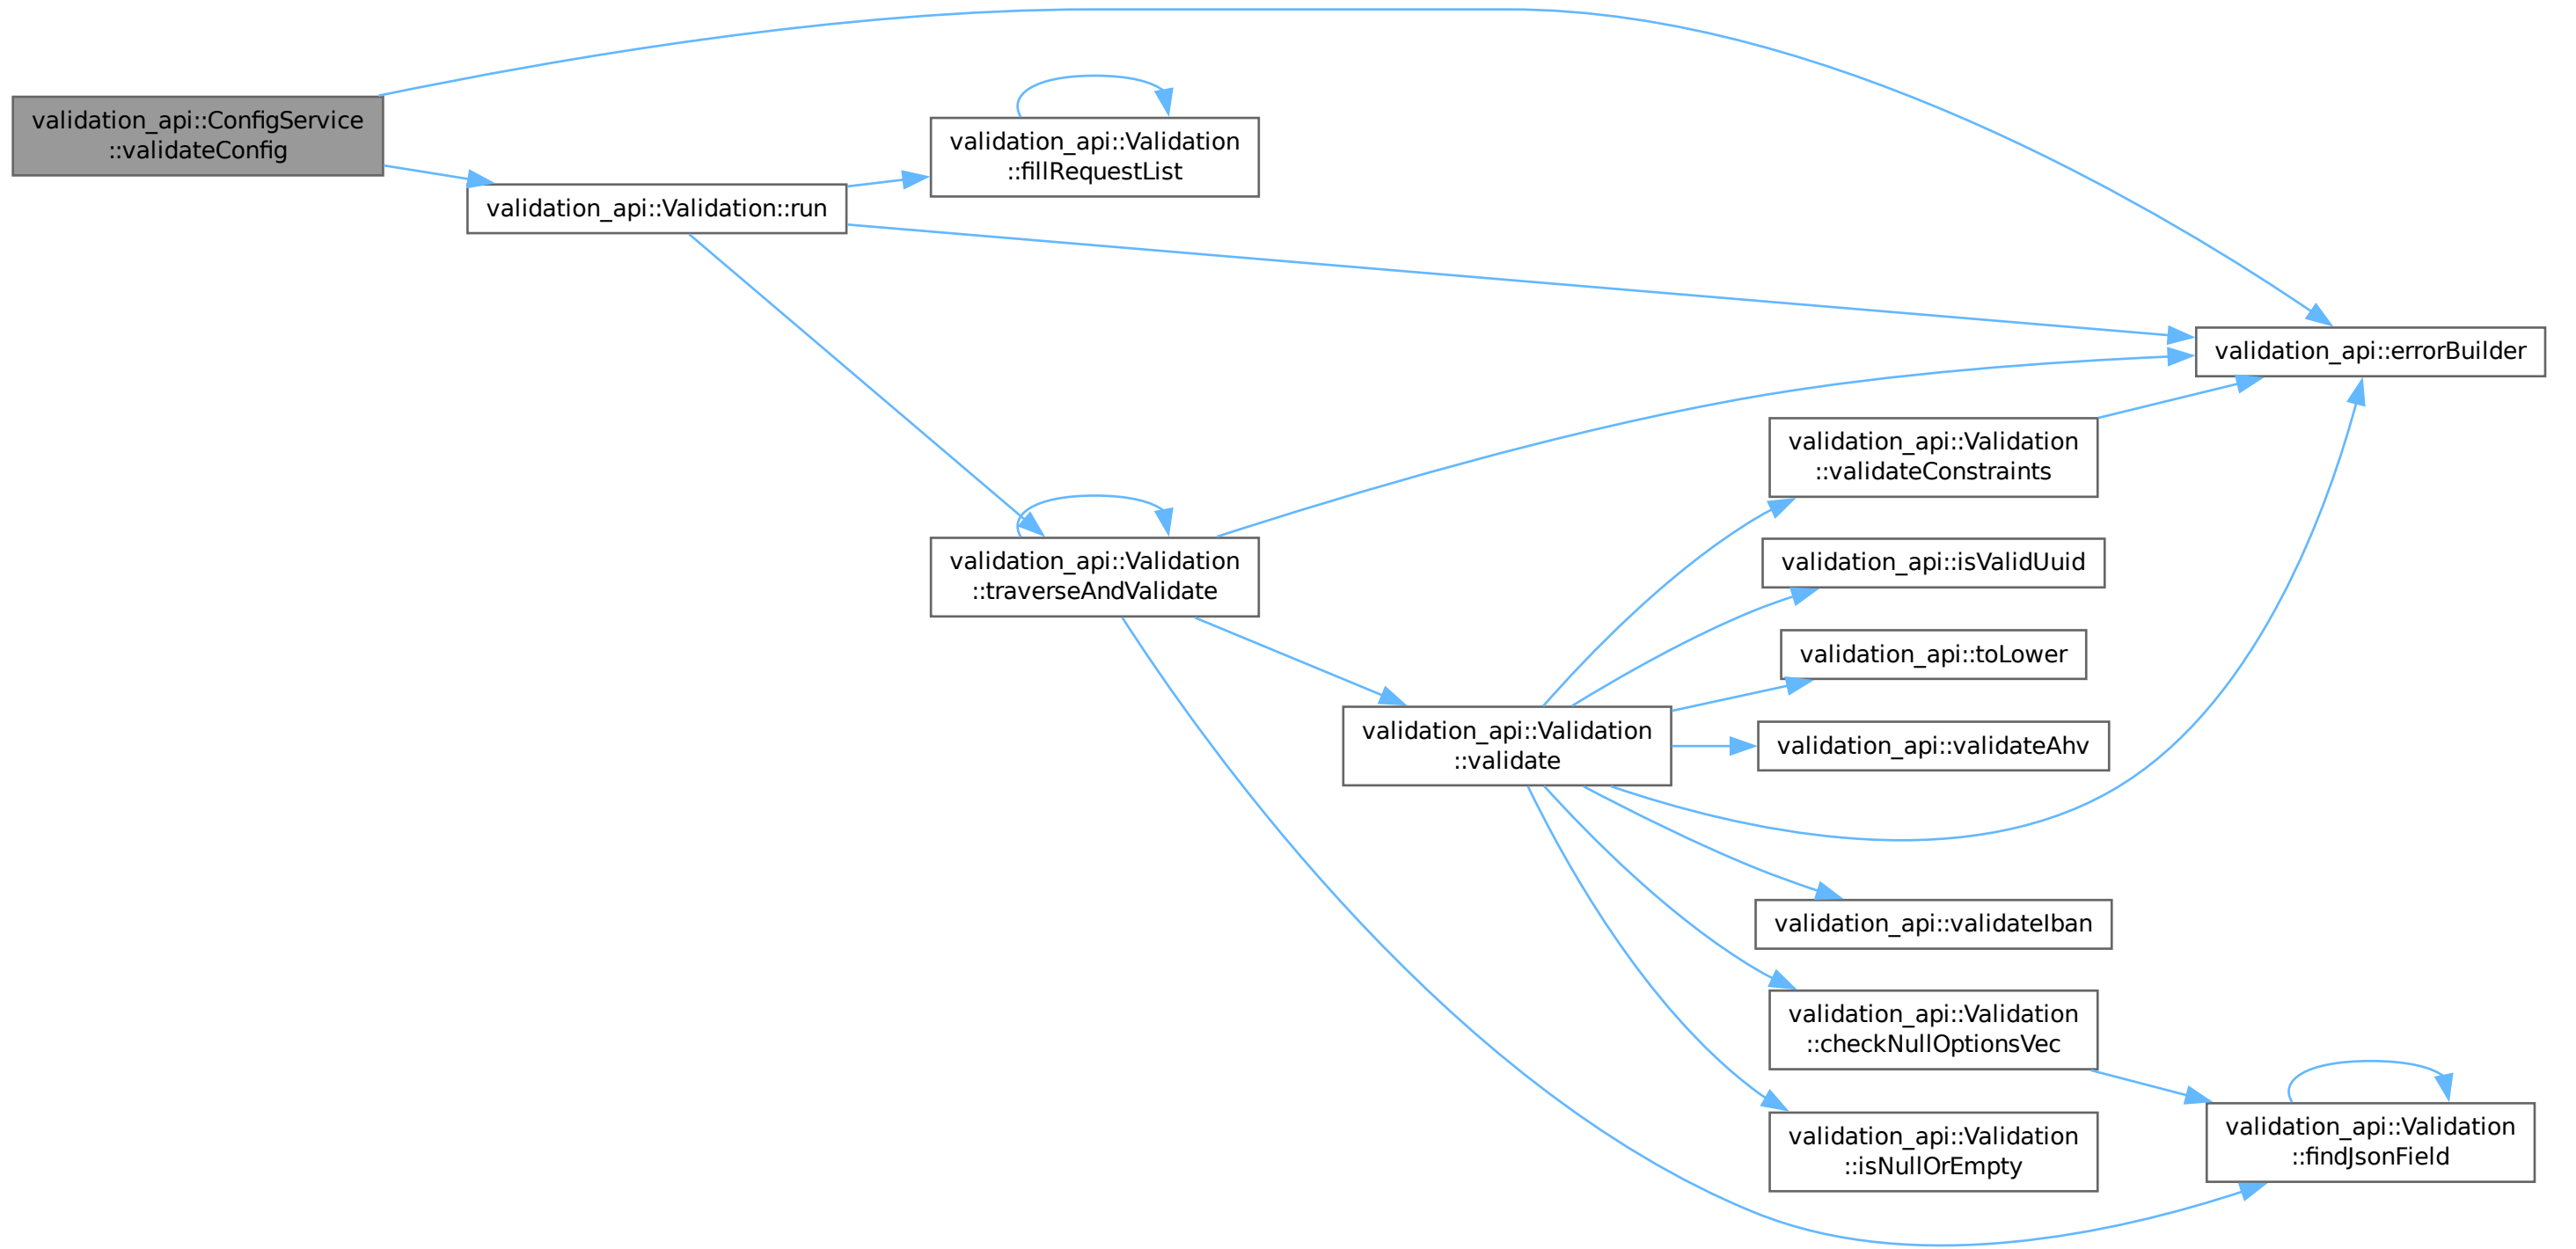 validation_api::ConfigService
::validateConfig
validation_api::Validation::run
validation_api::Validation
::fillRequestList
validation_api::errorBuilder
validation_api::Validation
::traverseAndValidate
validation_api::Validation
::validate
validation_api::Validation
::validateConstraints
validation_api::isValidUuid
validation_api::toLower
validation_api::validateAhv
validation_api::validateIban
validation_api::Validation
::checkNullOptionsVec
validation_api::Validation
::isNullOrEmpty
validation_api::Validation
::findJsonField